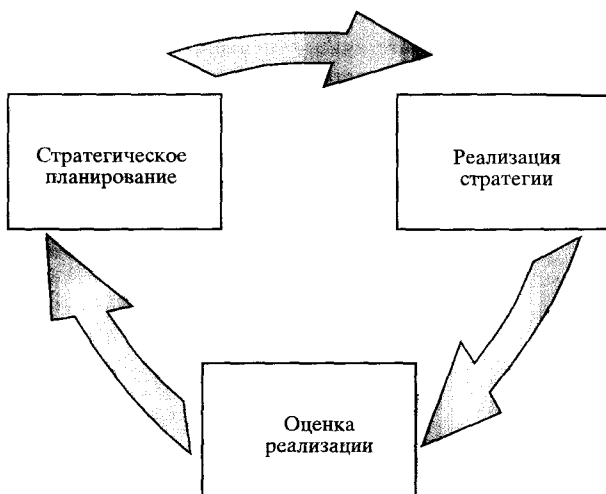 Стратегическое
планирование
Реализация
стратегии
Оценка
реализации